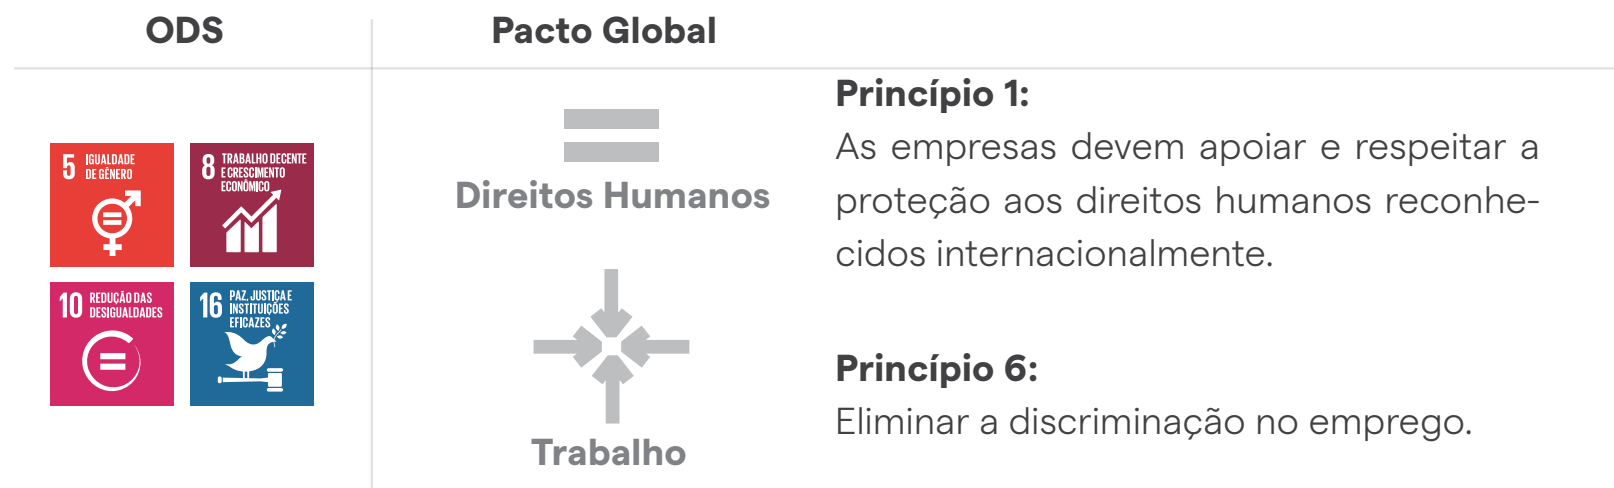 ODS
Pacto Global
5 IGUALDADE
DE GÊNERO
8 TRABALHO DECENTE
E CRESCIMENTO
ECONÔMICO
10 REDUÇÃO DAS
DESIGUALDADES
16 PAZ, JUSTIÇA E
INSTITUIÇÕES
EFICAZES
Direitos Humanos
Princípio 1:
As empresas devem apoiar e respeitar a
proteção aos direitos humanos reconhe-
cidos internacionalmente.
Trabalho
Princípio 6:
Eliminar a discriminação no emprego.